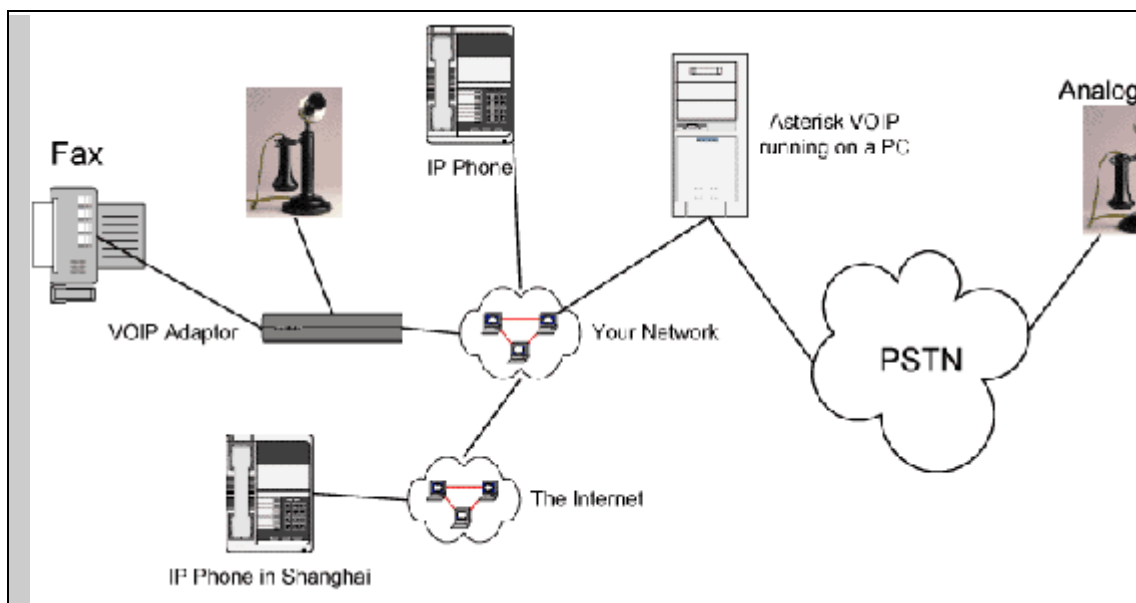 IP Phone
Asterisk VOIP
running on a PC
Analog
Fax
VOIP Adaptor
Your Network
PSTN
The Internet
IP Phone in Shanghai